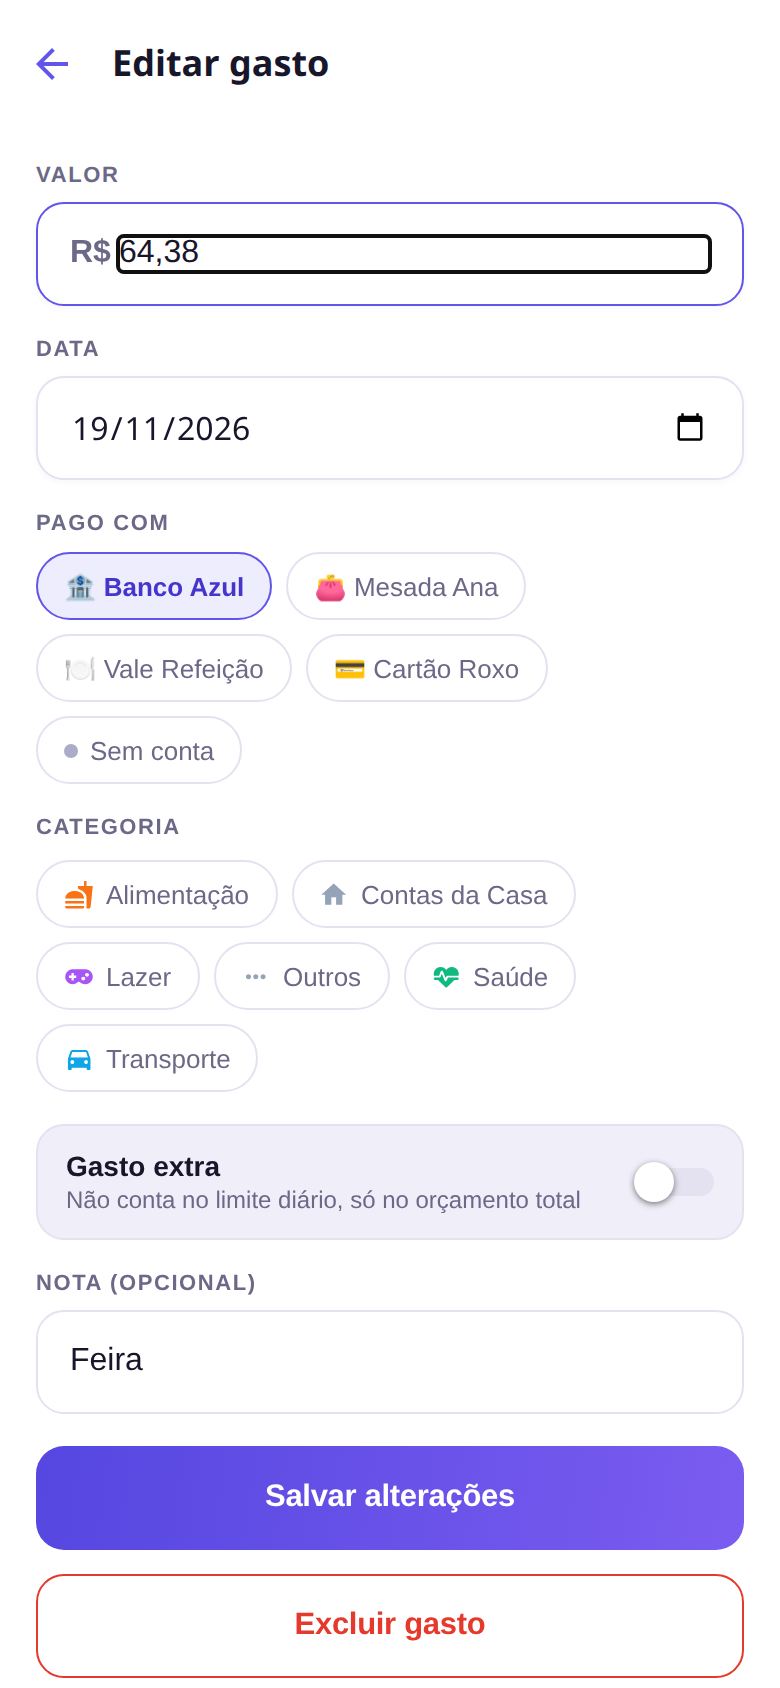 Editar gasto
VALOR
R$ 64,38
DATA
19/11/2026
PAGO COM
Banco Azul
Mesada Ana
Vale Refeição
Cartão Roxo
Sem conta
CATEGORIA
Alimentação
Contas da Casa
Lazer
Outros
Saúde
Transporte
Gasto extra
Não conta no limite diário, só no orçamento total
NOTA (OPCIONAL)
Feira
Salvar alterações
Excluir gasto